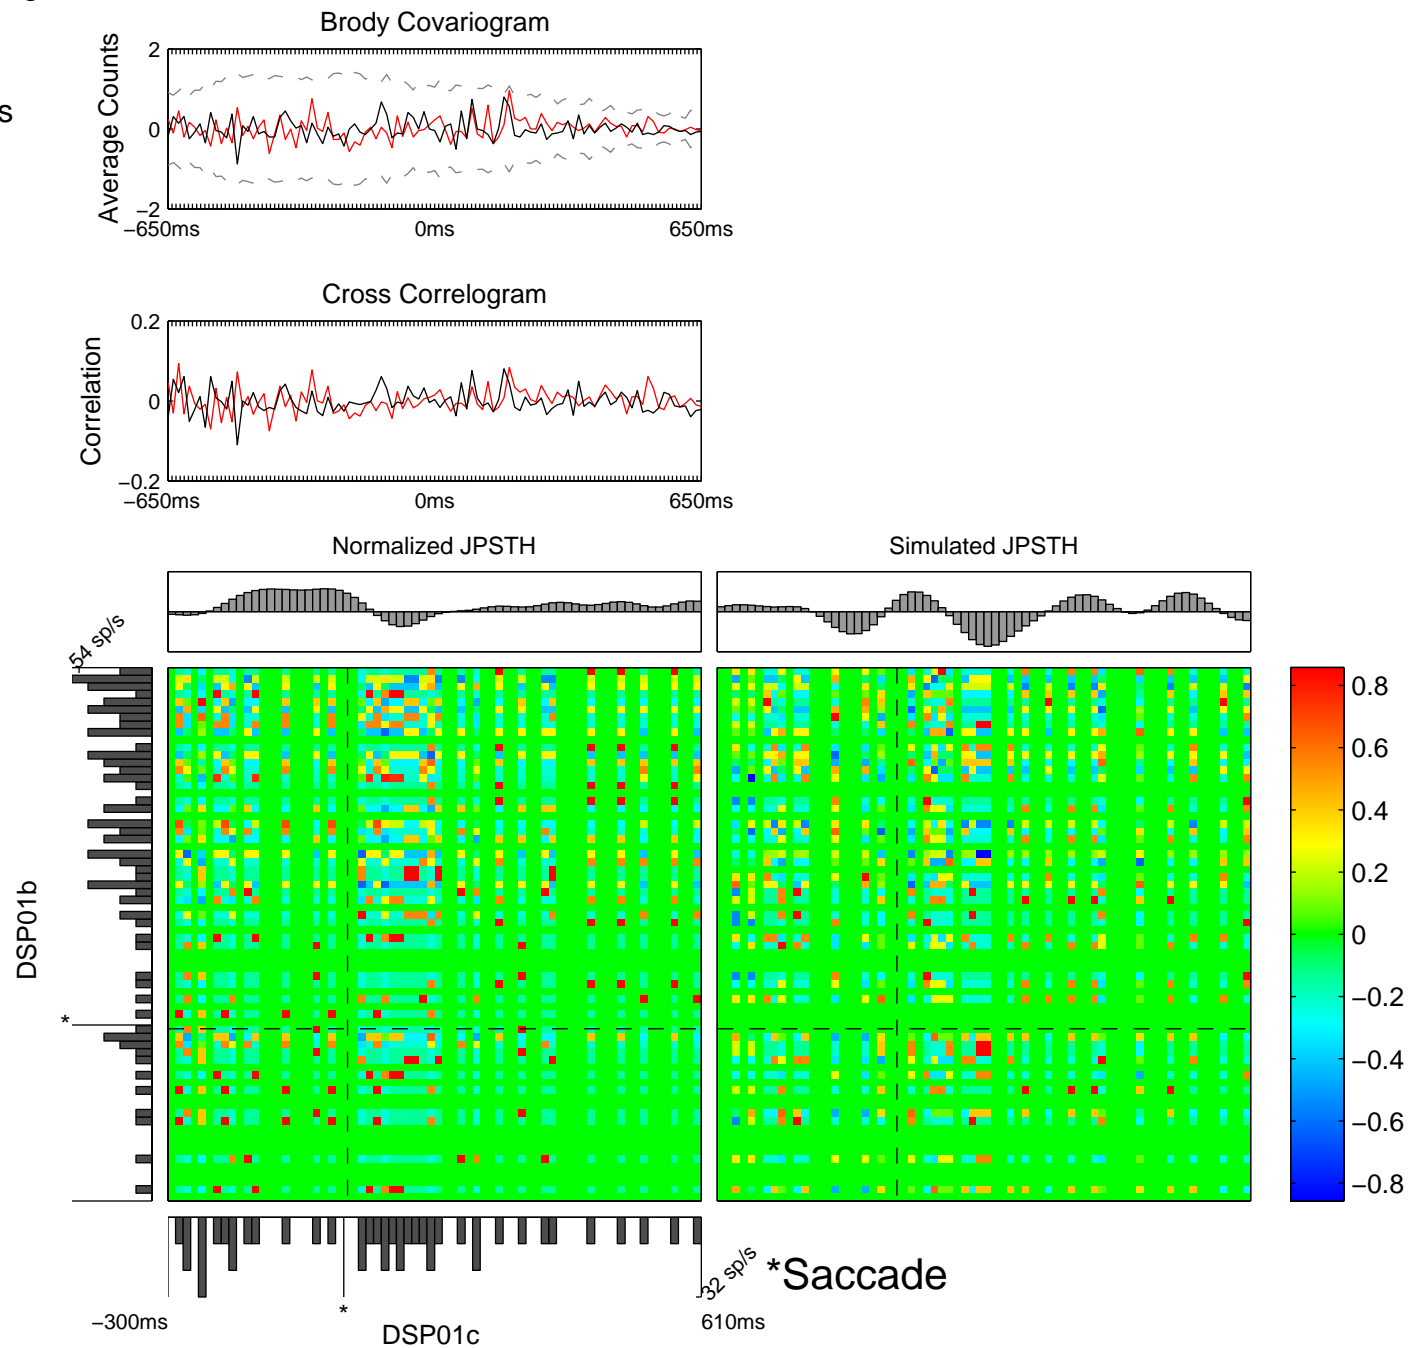 g
s
Brody Covariogram
Average Counts
2
0
−2
−650ms
0ms
650ms
Cross Correlogram
Correlation
0.2
0
−0.2
−650ms
0ms
650ms
Normalized JPSTH
Simulated JPSTH
54 sp/s
DSP01b
*
0.8
0.6
0.4
0.2
0
−0.2
−0.4
−0.6
−0.8
32 sp/s
*Saccade
*
−300ms
DSP01c
610ms